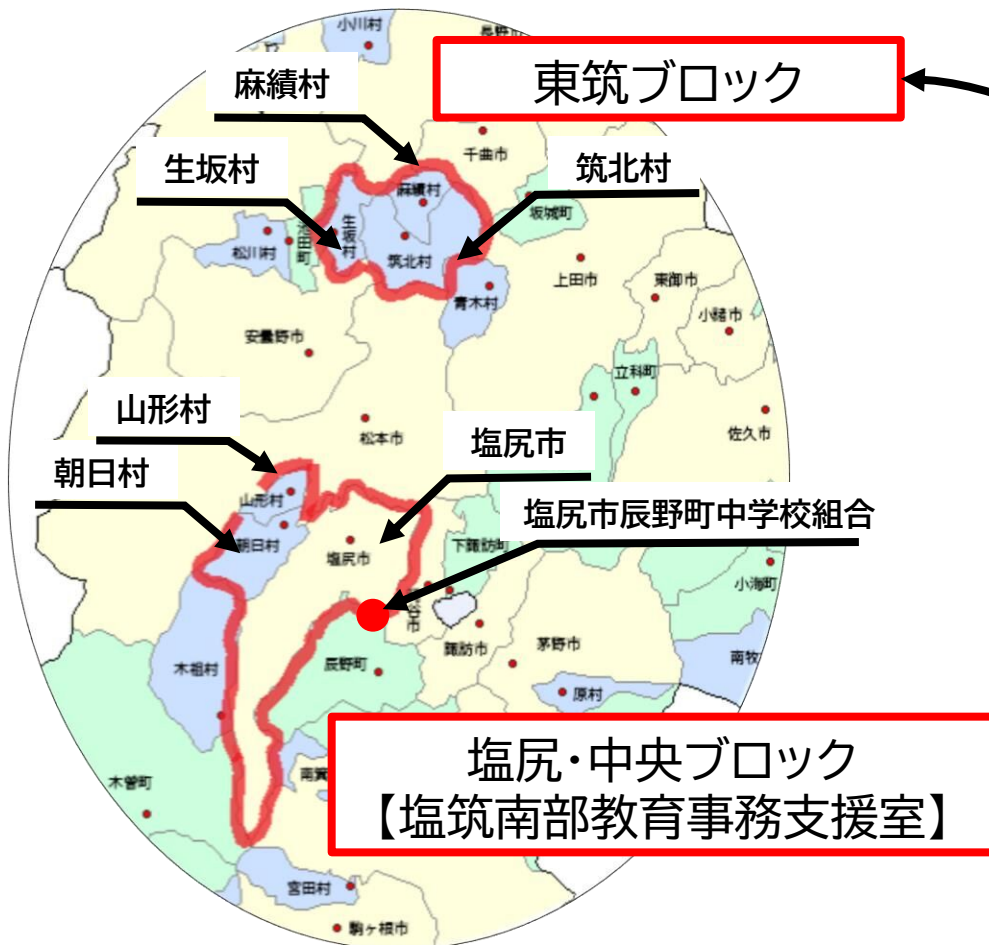 小川村
東筑ブロック
麻績村
千曲市
生坂村
筑北村
麻績村
坂城町
生坂村
池田町
松川村
筑北村
青木村
上田市
東御市
小諸市
安曇野市
立科町
山形村
松本市
佐久市
塩尻市
朝日村
山形村
塩尻市辰野町中学校組合
朝日村
塩尻市
下諏訪町
小海町
諏訪市
茅野市
辰野町
木祖村
原村
塩尻・中央ブロック
【塩筑南部教育事務支援室】
木曽町
宮田村
駒ヶ根市